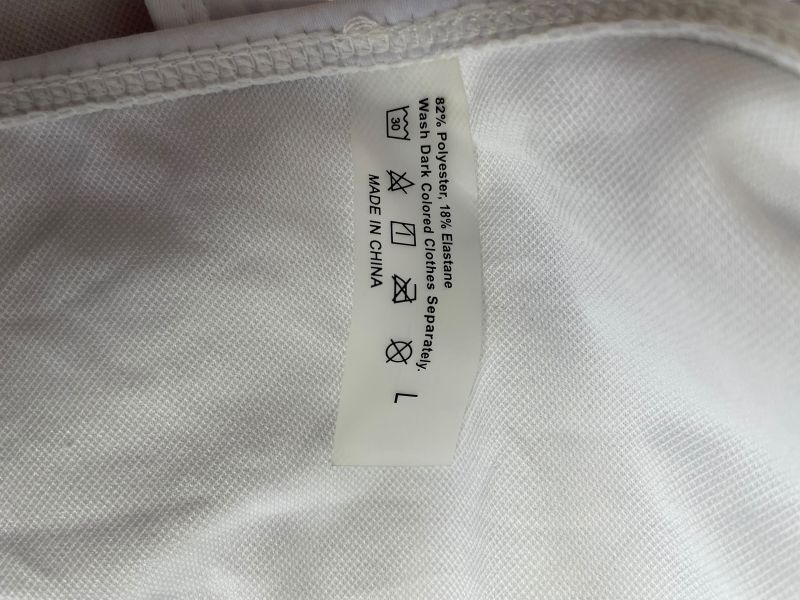 82% Polyester, 18% Elastane
Wash Dark Colored Clothes Separately.
30 L
MADE IN CHINA